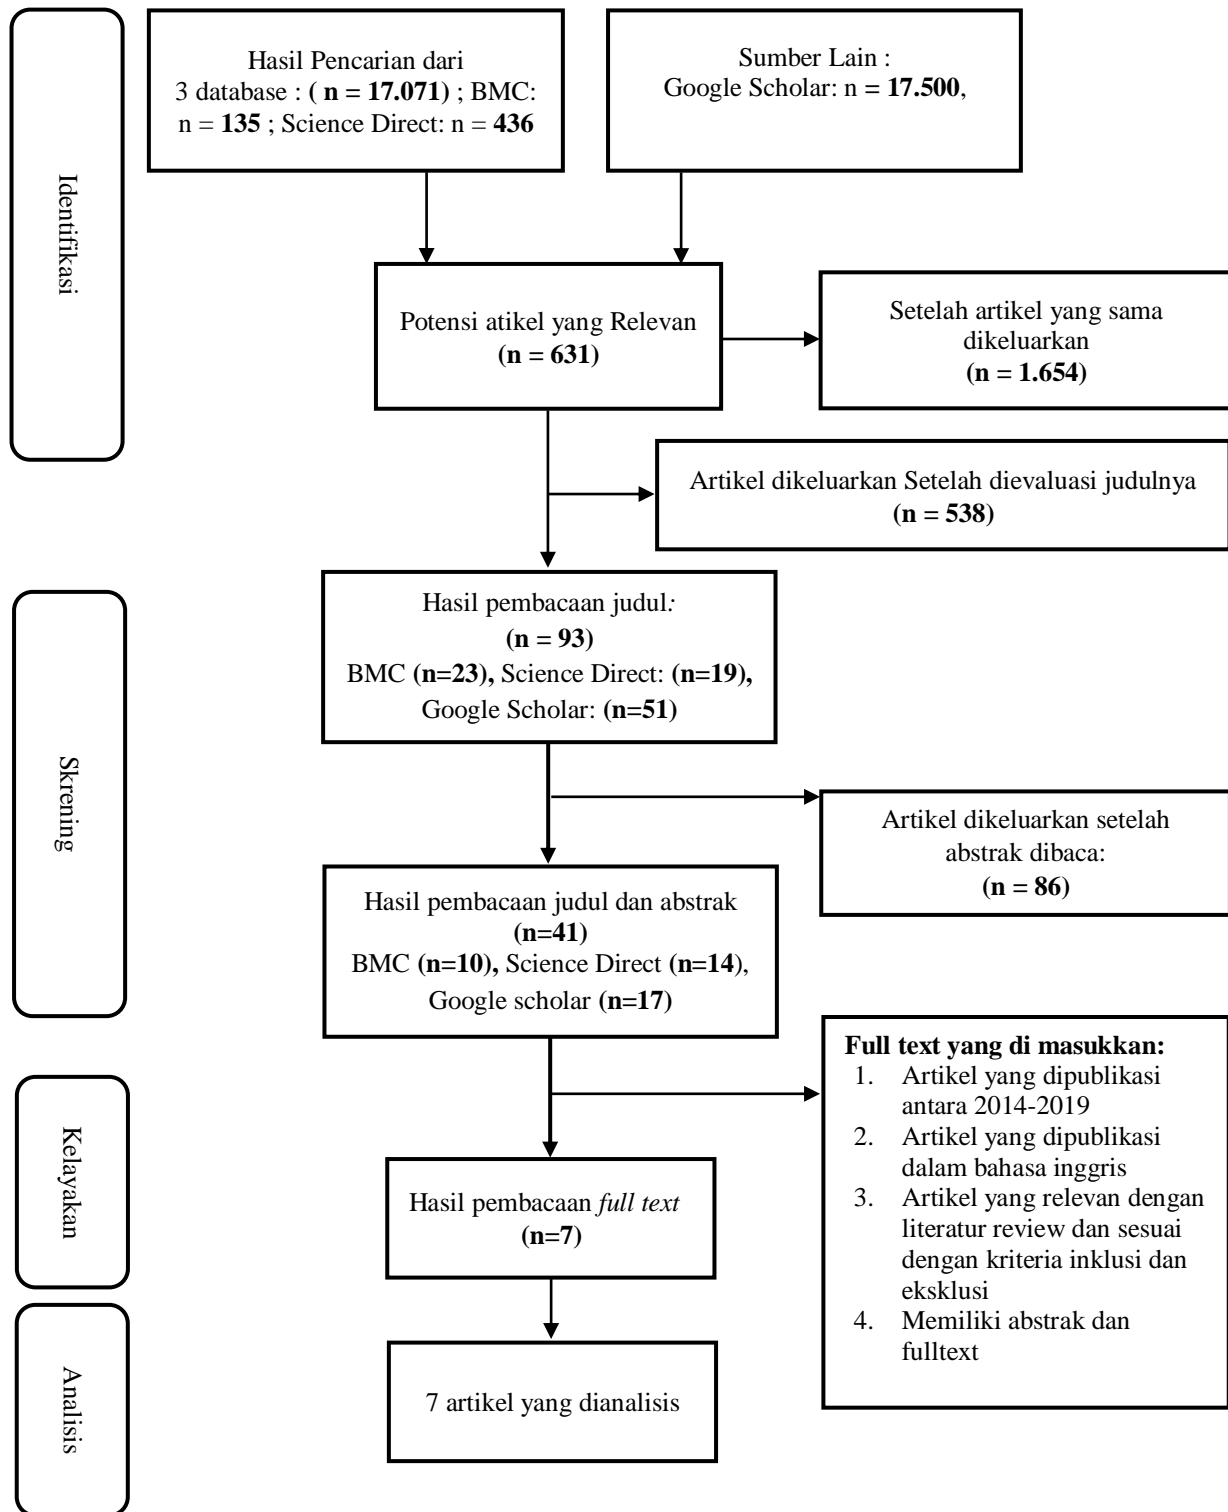 Identifikasi
Hasil Pencarian dari
3 database : ( n = 17.071) ; BMC:
n = 135 ; Science Direct: n = 436
Sumber Lain :
Google Scholar: n = 17.500,
Potensi atikel yang Relevan
(n = 631)
Setelah artikel yang sama
dikeluarkan
(n = 1.654)
Artikel dikeluarkan Setelah dievaluasi judulnya
(n = 538)
Skrening
Hasil pembacaan judul:
(n = 93)
BMC (n=23), Science Direct: (n=19),
Google Scholar: (n=51)
Artikel dikeluarkan setelah
abstrak dibaca:
(n = 86)
Hasil pembacaan judul dan abstrak
(n=41)
BMC (n=10), Science Direct (n=14),
Google scholar (n=17)
Kelayakan
Full text yang di masukkan:
1. Artikel yang dipublikasi
antara 2014-2019
2. Artikel yang dipublikasi
dalam bahasa inggris
3. Artikel yang relevan dengan
literatur review dan sesuai
dengan kriteria inklusi dan
eksklusi
4. Memiliki abstrak dan
fulltext
Hasil pembacaan full text
(n=7)
Analisis
7 artikel yang dianalisis